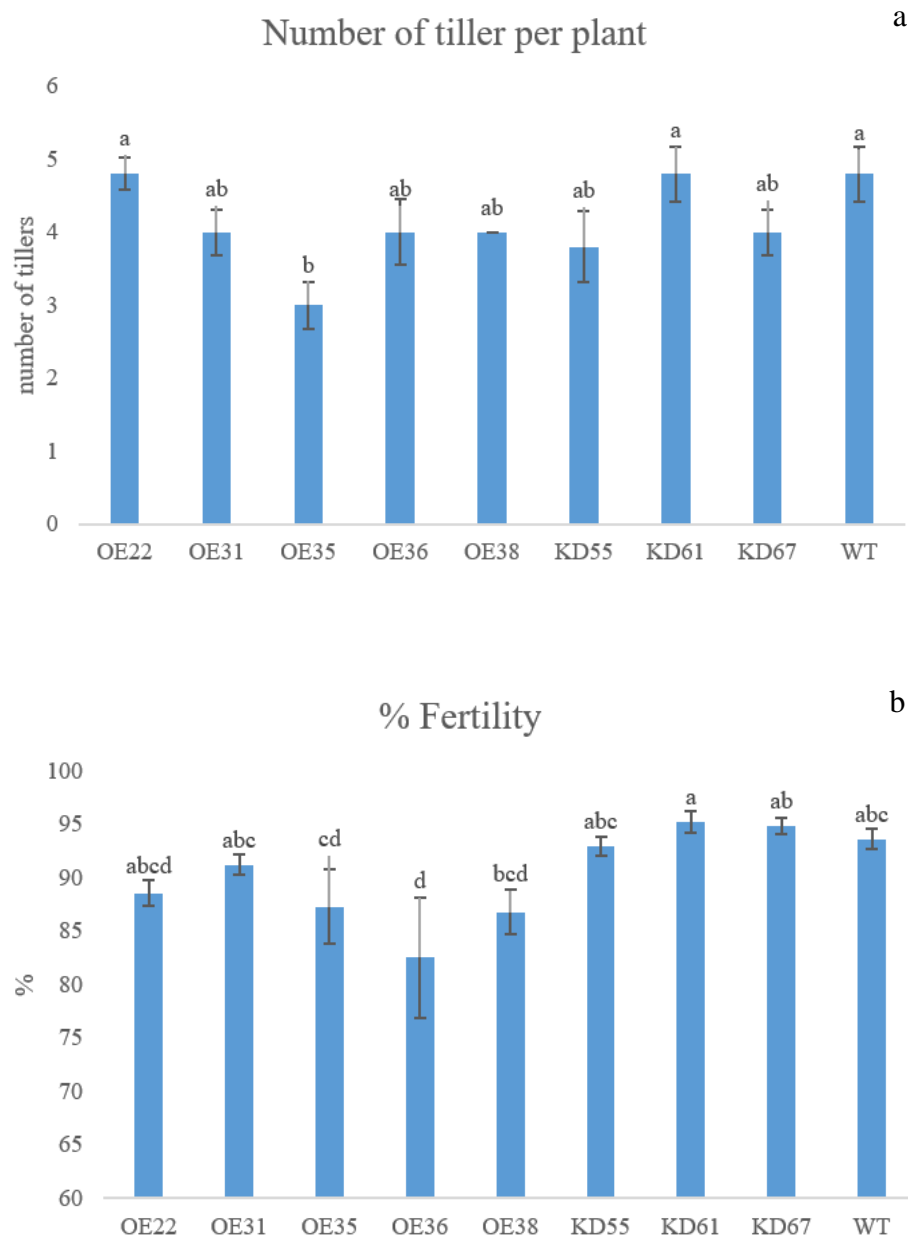 a
Number of tiller per plant
6
5
4
3
2
1
0
number of tillers
a ab b ab ab ab a ab a
OE22 OE31 OE35 OE36 OE38 KD55 KD61 KD67 WT
b
% Fertility
100
95
90
85
80
75
70
65
60
%
abcd abc cd d bcd abc a ab abc
OE22 OE31 OE35 OE36 OE38 KD55 KD61 KD67 WT